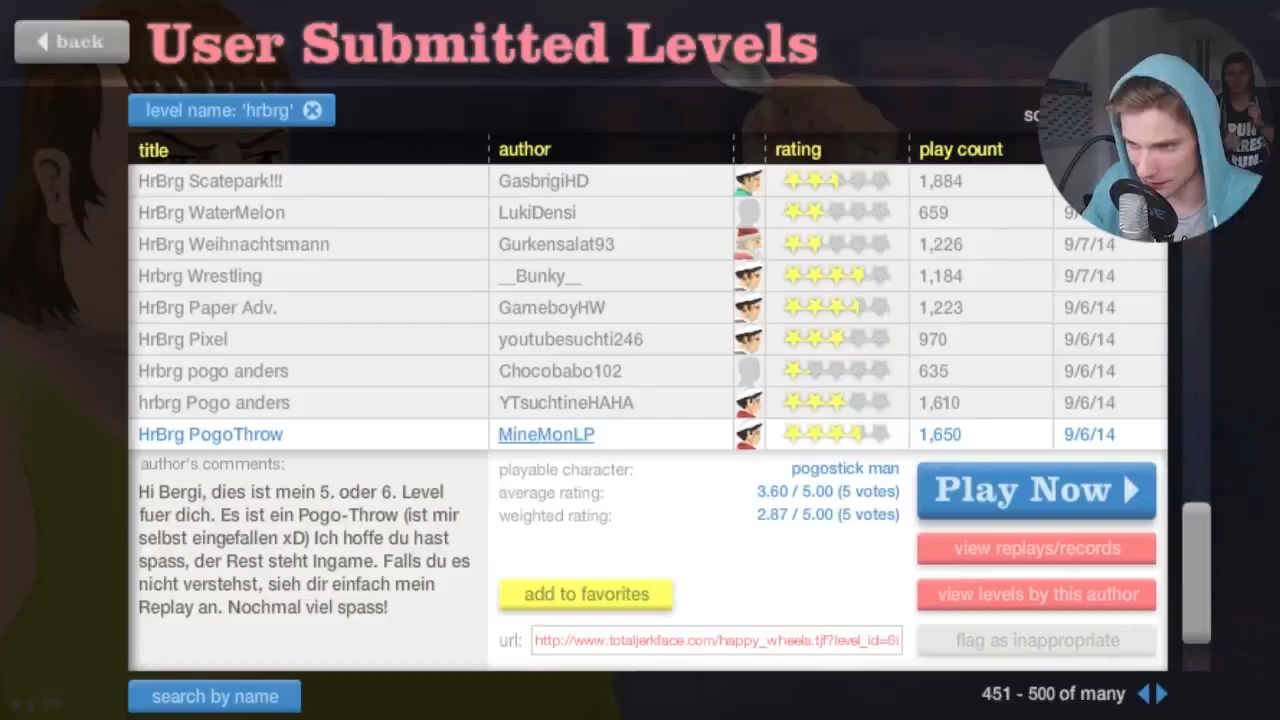 back
User Submitted Levels
level name: 'hrbrg'
title author rating play count
HrBrg Scatepark!!! GasbrigiHD 1,884
HrBrg WaterMelon LukiDensi 659
HrBrg Weihnachtsmann Gurkensalat93 1,226 9/7/14
Hrbrg Wrestling __Bunky__ 1,184 9/7/14
HrBrg Paper Adv. GameboyHW 1,223 9/6/14
HrBrg Pixel youtubesuchti246 970 9/6/14
Hrbrg pogo anders Chocobabo102 635 9/6/14
hrbrg Pogo anders YTsuchtineHAHA 1,610 9/6/14
HrBrg PogoThrow MineMonLP 1,650 9/6/14
author's comments:
Hi Bergi, dies ist mein 5. oder 6. Level
fuer dich. Es ist ein Pogo-Throw (ist mir
selbst eingefallen xD) Ich hoffe du hast
spass, der Rest steht Ingame. Falls du es
nicht verstehst, sieh dir einfach mein
Replay an. Nochmal viel spass!
playable character: pogostick man
average rating: 3.60 / 5.00 (5 votes)
weighted rating: 2.87 / 5.00 (5 votes)
add to favorites
url: http://www.totaljerkface.com/happy_wheels.tjf?level_id=
Play Now
view replays/records
view levels by this author
flag as inappropriate
search by name
451 - 500 of many